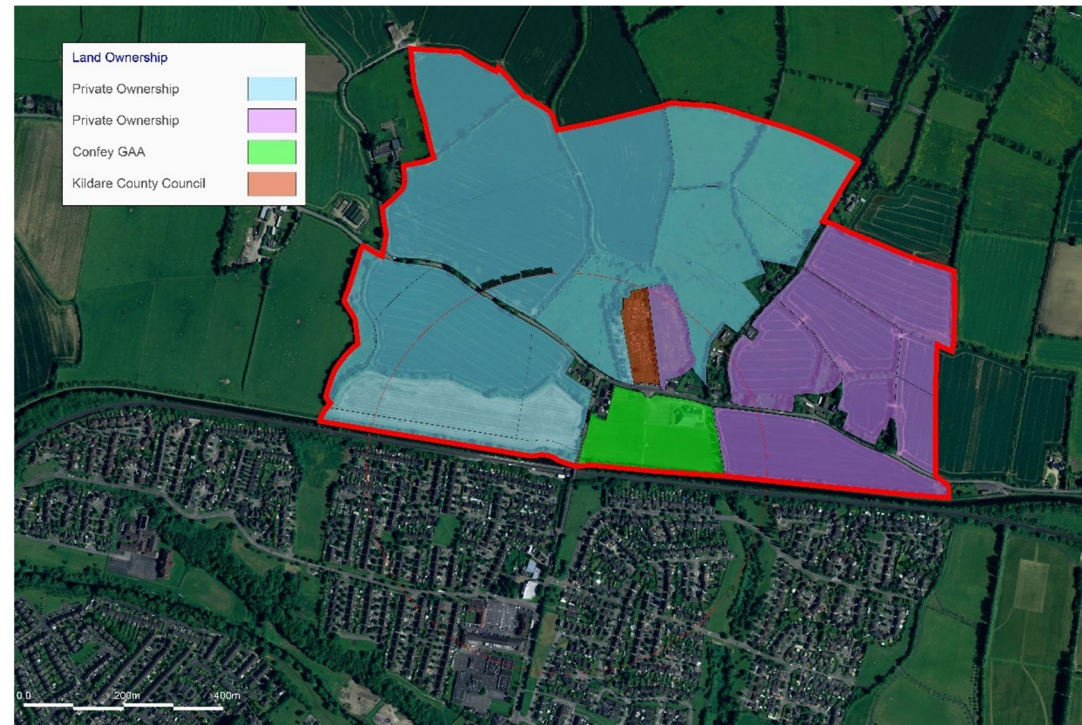 Land Ownership
Private Ownership
Private Ownership
Confey GAA
Kildare County Council
0.0 200m 400m